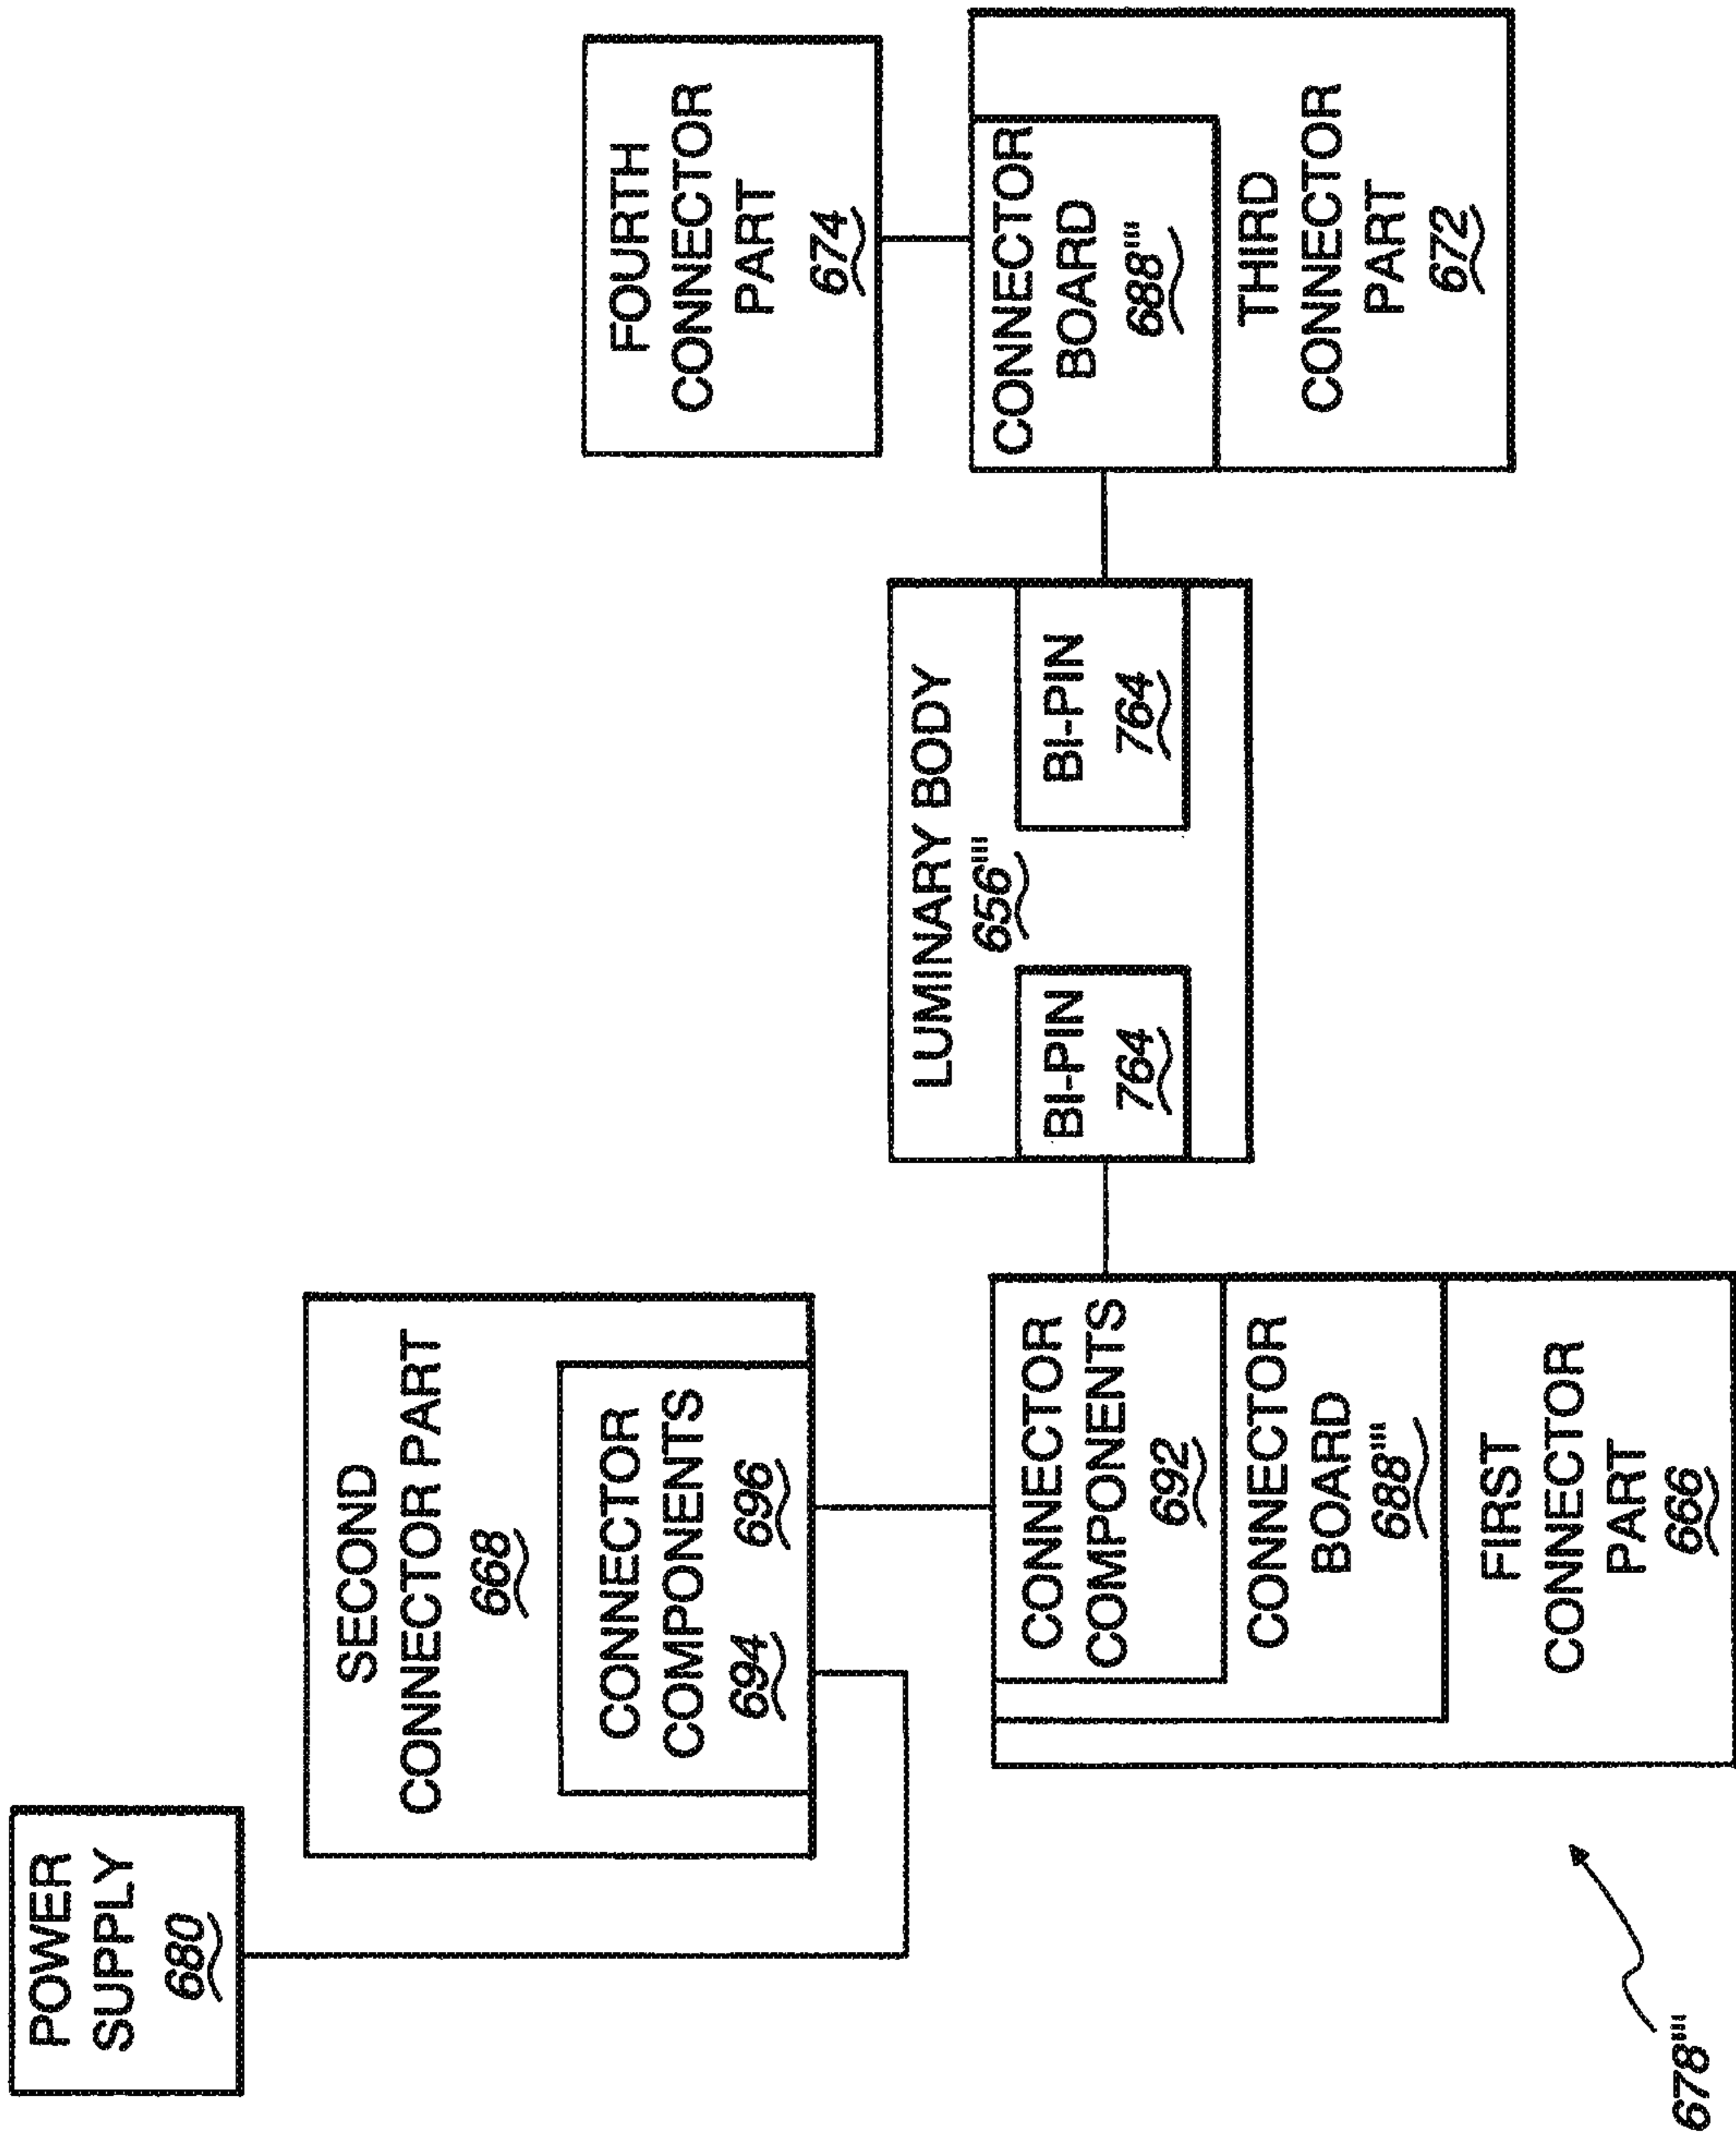 POWER
SUPPLY
680
SECOND
CONNECTOR PART
668
CONNECTOR
COMPONENTS
694 696
CONNECTOR
COMPONENTS
692
CONNECTOR
BOARD
688'''
FIRST
CONNECTOR
PART
666
LUMINARY BODY
656'''
BI-PIN
764
BI-PIN
764
FOURTH
CONNECTOR
PART
674
CONNECTOR
BOARD
688'''
THIRD
CONNECTOR
PART
672
678'''